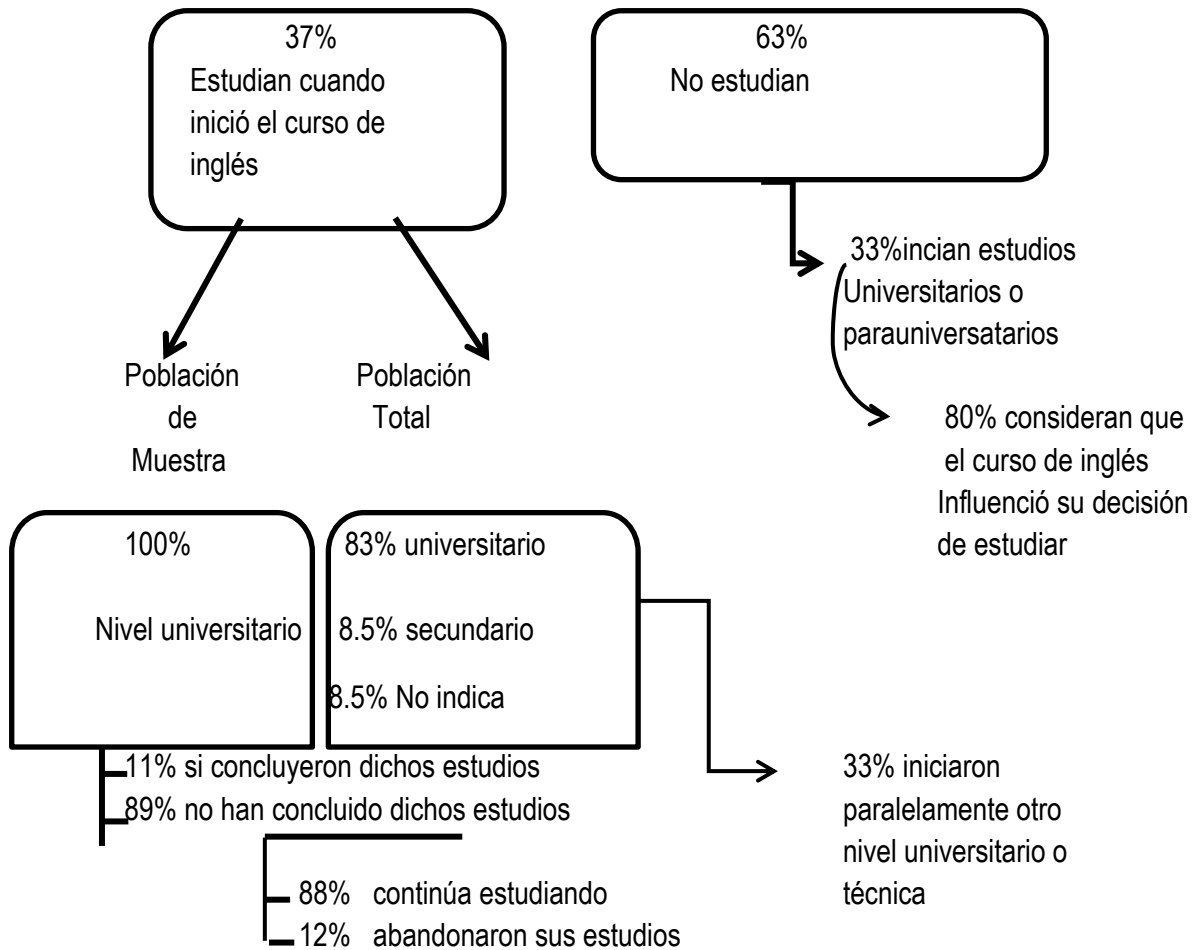 37%
Estudian cuando
inició el curso de
inglés
63%
No estudian
33%incian estudios
Universitarios o
parauniversatarios
80% consideran que
el curso de inglés
Influenció su decisión
de estudiar
Población
de
Muestra
Población
Total
100%
Nivel universitario
83% universitario
8.5% secundario
8.5% No indica
11% si concluyeron dichos estudios
89% no han concluido dichos estudios
88% continúa estudiando
12% abandonaron sus estudios
33% iniciaron
paralelamente otro
nivel universitario o
técnica